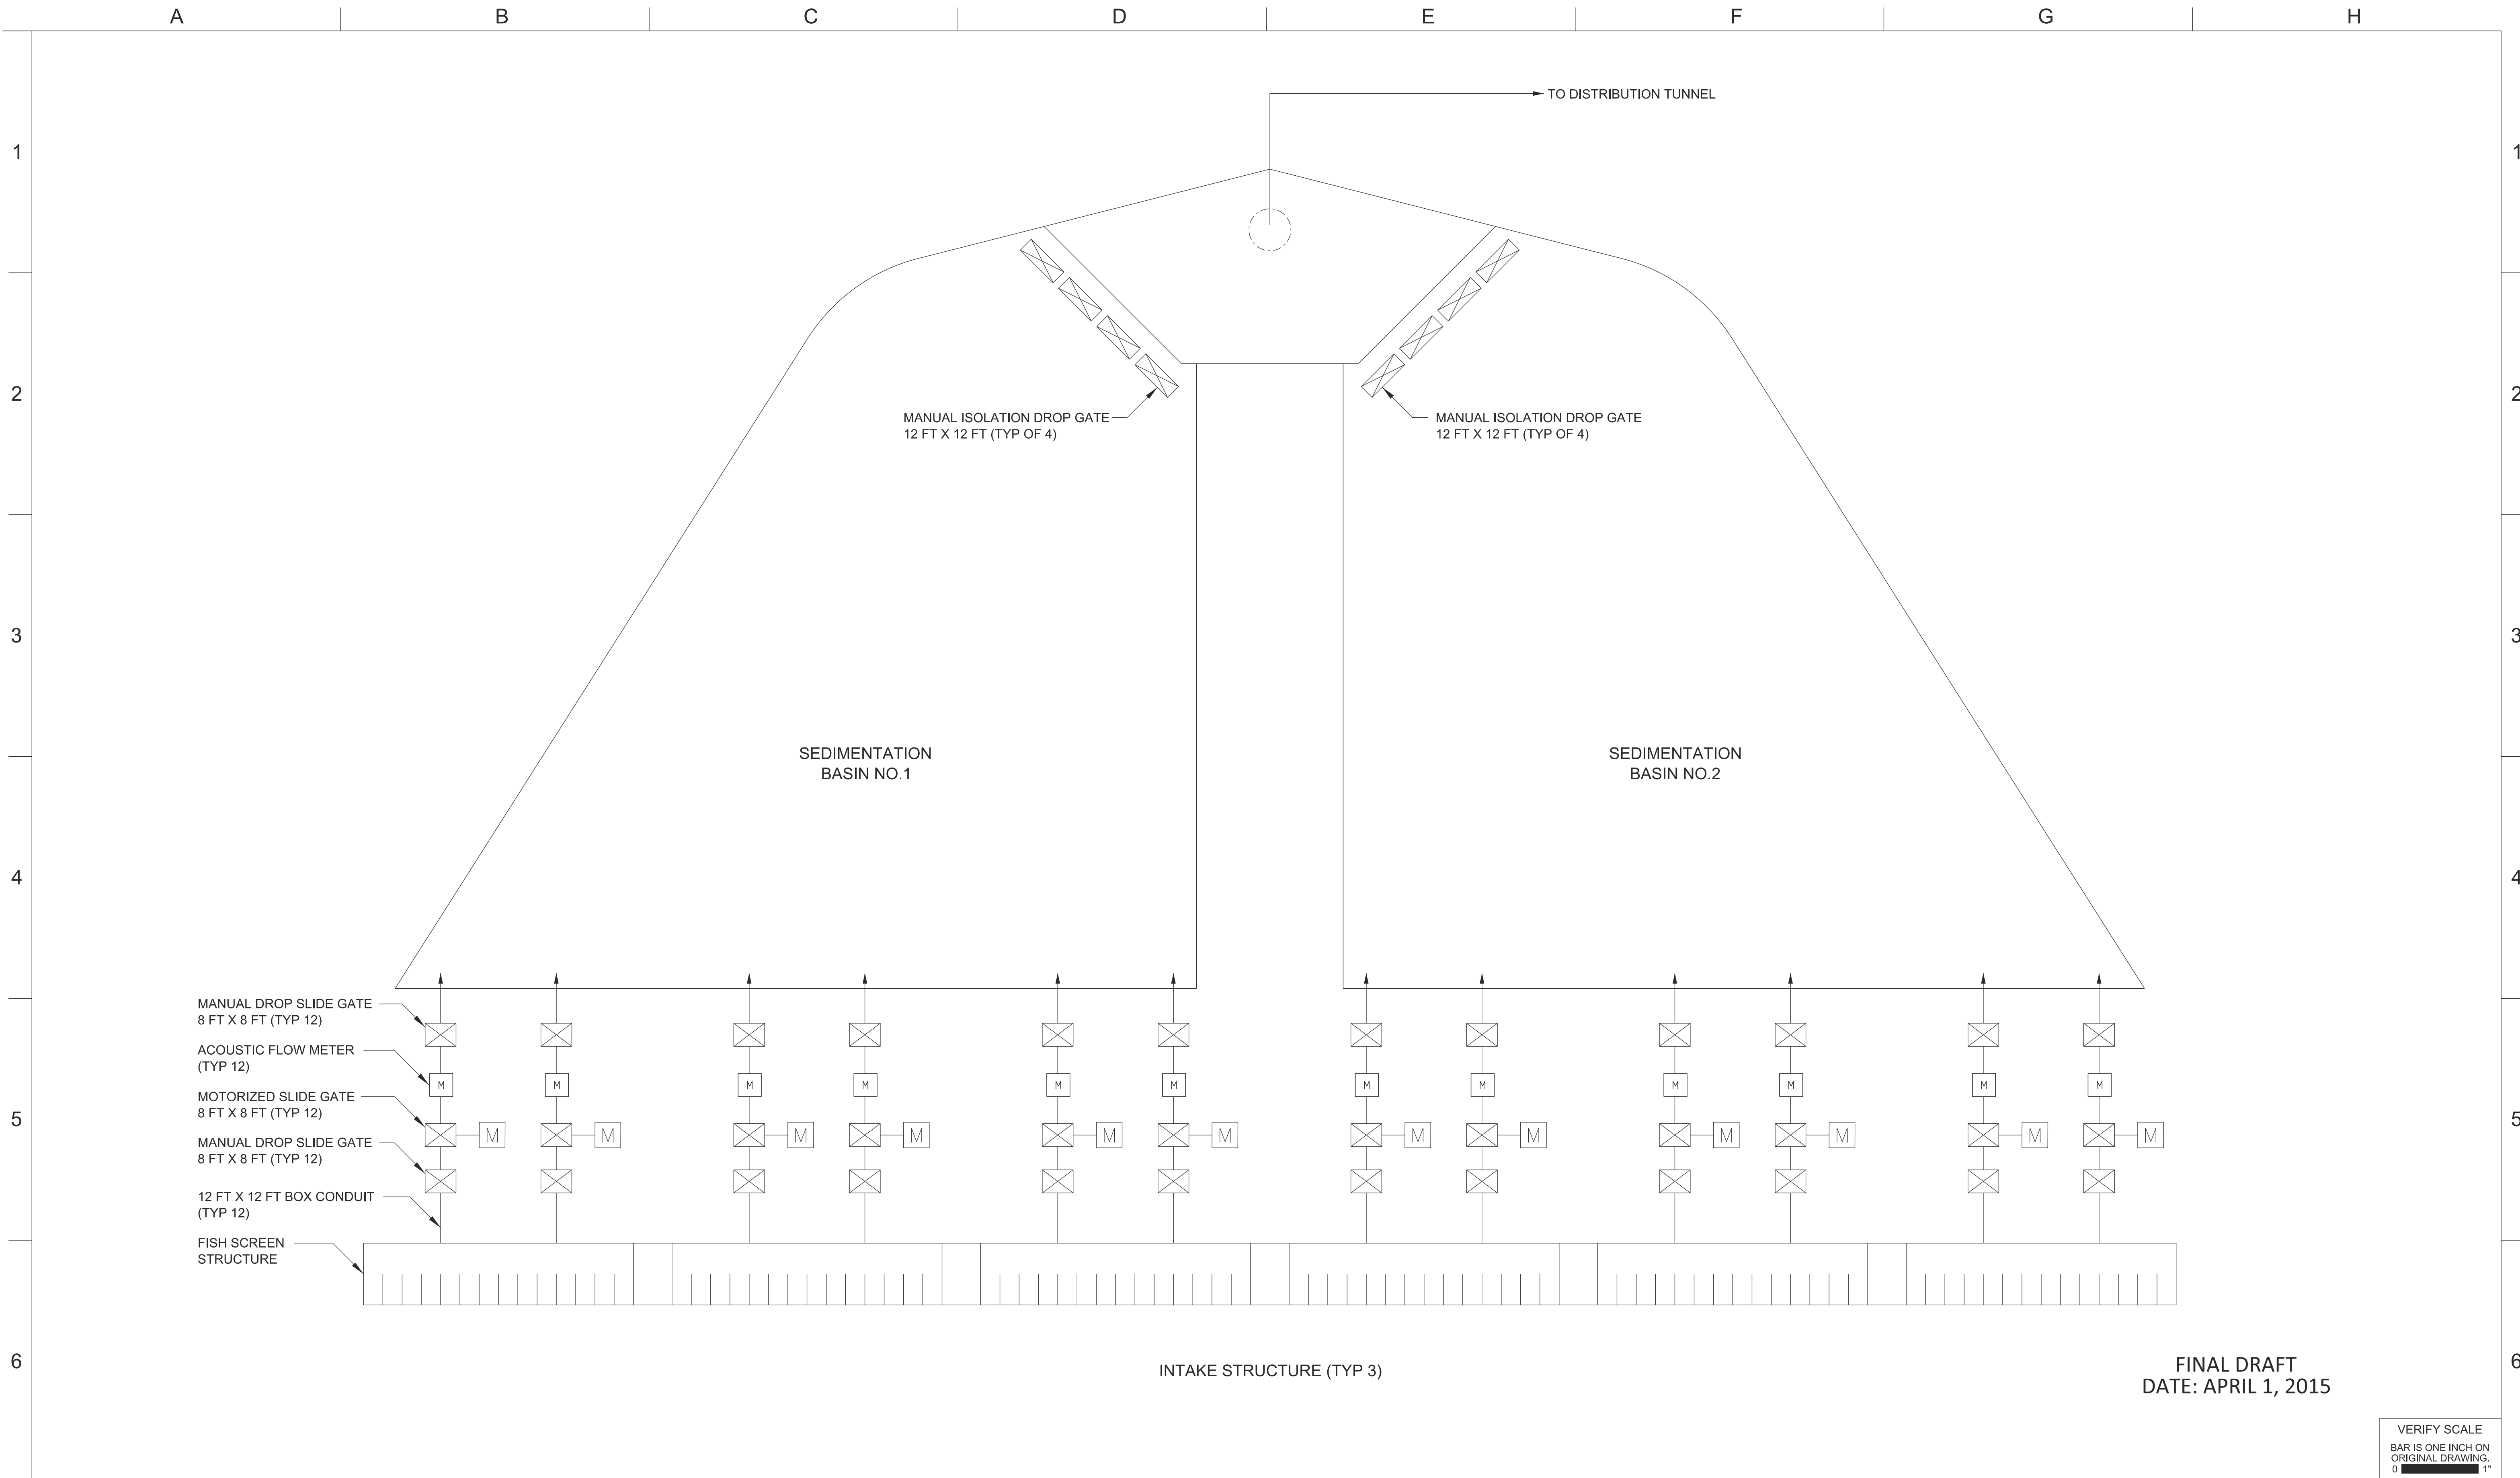 A B C D E F G H
TO DISTRIBUTION TUNNEL
1 1
2 2
MANUAL ISOLATION DROP GATE
12 FT X 12 FT (TYP OF 4)
MANUAL ISOLATION DROP GATE
12 FT X 12 FT (TYP OF 4)
3 3
SEDIMENTATION
BASIN NO.1
SEDIMENTATION
BASIN NO.2
4 4
MANUAL DROP SLIDE GATE
8 FT X 8 FT (TYP 12)
ACOUSTIC FLOW METER
(TYP 12)
M M M M M M M M M M M M
MOTORIZED SLIDE GATE
8 FT X 8 FT (TYP 12)
5 5
M M M M M M M M M M M M
MANUAL DROP SLIDE GATE
8 FT X 8 FT (TYP 12)
12 FT X 12 FT BOX CONDUIT
(TYP 12)
FISH SCREEN
STRUCTURE
6 6
INTAKE STRUCTURE (TYP 3)
FINAL DRAFT
DATE: APRIL 1, 2015
VERIFY SCALE
BAR IS ONE INCH ON
ORIGINAL DRAWING.
0 1"